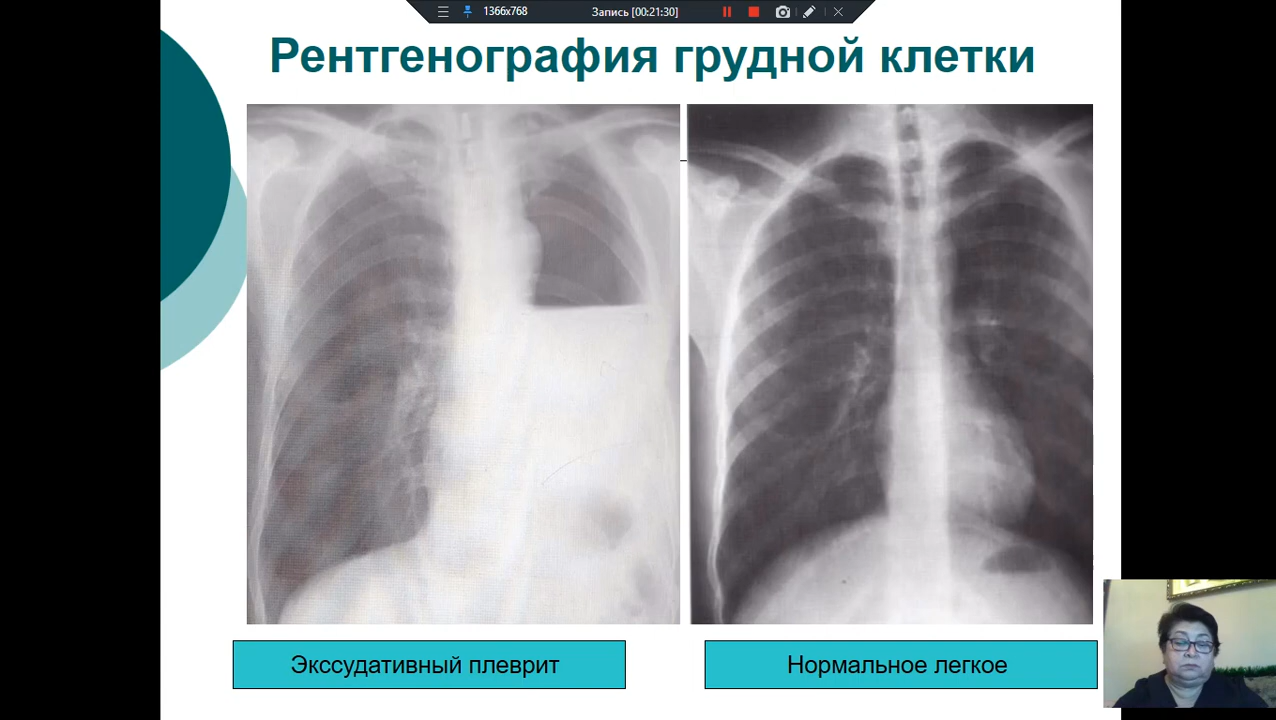 1366x768
Запись [00:21:30]
Рентгенография грудной клетки
Экссудативный плеврит
Нормальное легкое